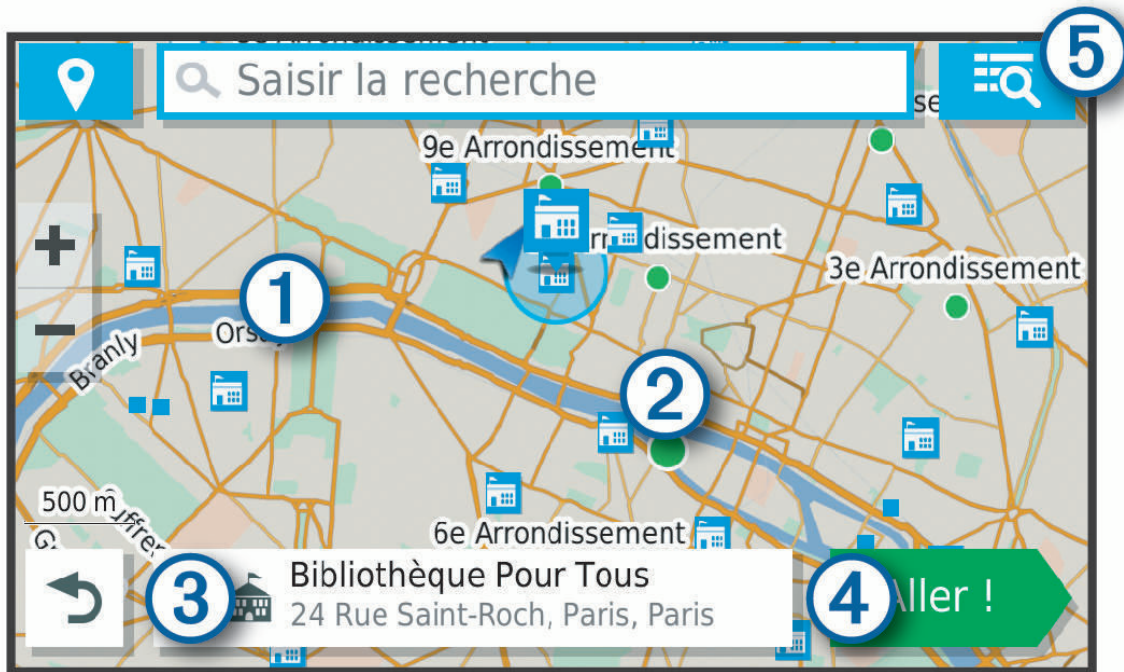 5
Saisir la recherche
9e Arrondissement
3e Arrondissement
1
Branly
2
500 m
6e Arrondissement
3
Bibliothèque Pour Tous
24 Rue Saint-Roch, Paris, Paris
4
Aller !